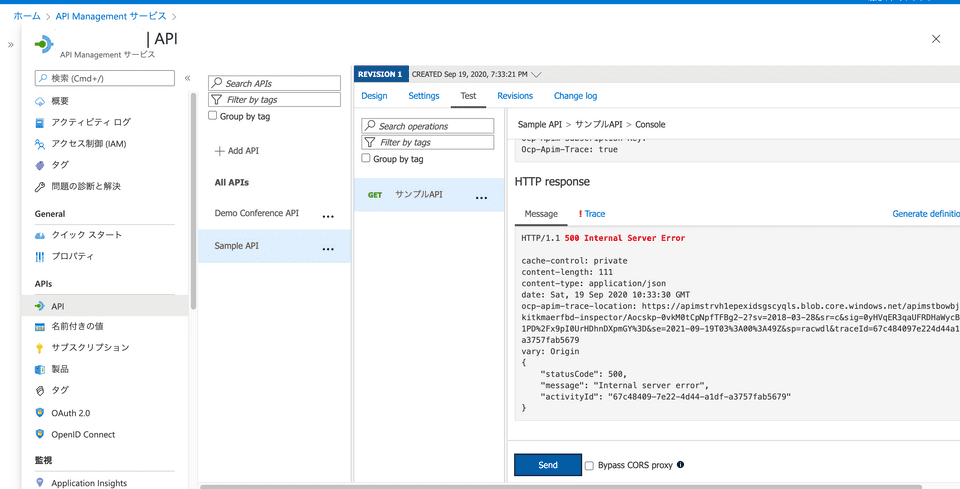 ホーム > API Management サービス >
| API
API Management サービス
検索 (Cmd+/)
概要
アクティビティ ログ
アクセス制御 (IAM)
タグ
問題の診断と解決
General
クイック スタート
プロパティ
APIs
API
名前付きの値
サブスクリプション
製品
タグ
OAuth 2.0
OpenID Connect
監視
Application Insights
Search APIs
Filter by tags
Group by tag
+ Add API
All APIs
Demo Conference API ...
Sample API ...
REVISION 1 CREATED Sep 19, 2020, 7:33:21 PM
Design Settings Test Revisions Change log
Search operations
Filter by tags
Group by tag
GET サンプルAPI ...
Sample API > サンプルAPI > Console
Ocp-Apim-Subscription-Key:
Ocp-Apim-Trace: true
HTTP response
Message ! Trace Generate definitio
HTTP/1.1 500 Internal Server Error
cache-control: private
content-length: 111
content-type: application/json
date: Sat, 19 Sep 2020 10:33:30 GMT
ocp-apim-trace-location: https://apimstrvh1epexidsgscyqls.blob.core.windows.net/apimstbowbj
kitkmaerfbd-inspector/Aocskp-0vkM0tCpNpfTFBg2-2?sv=2018-03-28&sr=c&sig=0yHVqER3qaUFRDHaWycB
1PD%2Fx9pI0UrHDhnDXpmGY%3D&se=2021-09-19T03%3A00%3A49Z&sp=racwdl&traceId=67c484097e224d44a1
a3757fab5679
vary: Origin
{
"statusCode": 500,
"message": "Internal server error",
"activityId": "67c48409-7e22-4d44-a1df-a3757fab5679"
}
Send Bypass CORS proxy